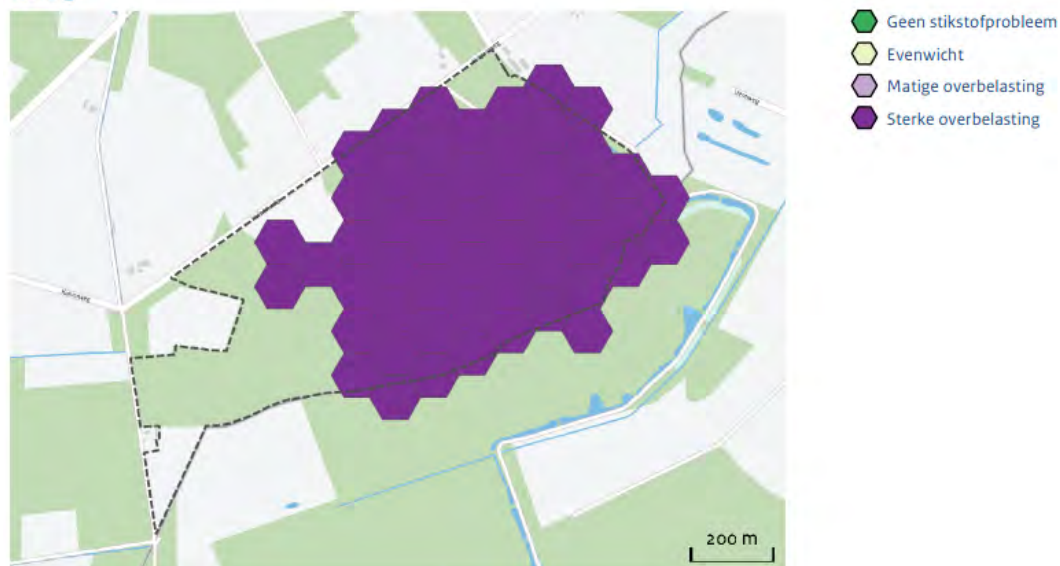 Geen stikstofprobleem
Evenwicht
Matige overbelasting
Sterke overbelasting
200 m